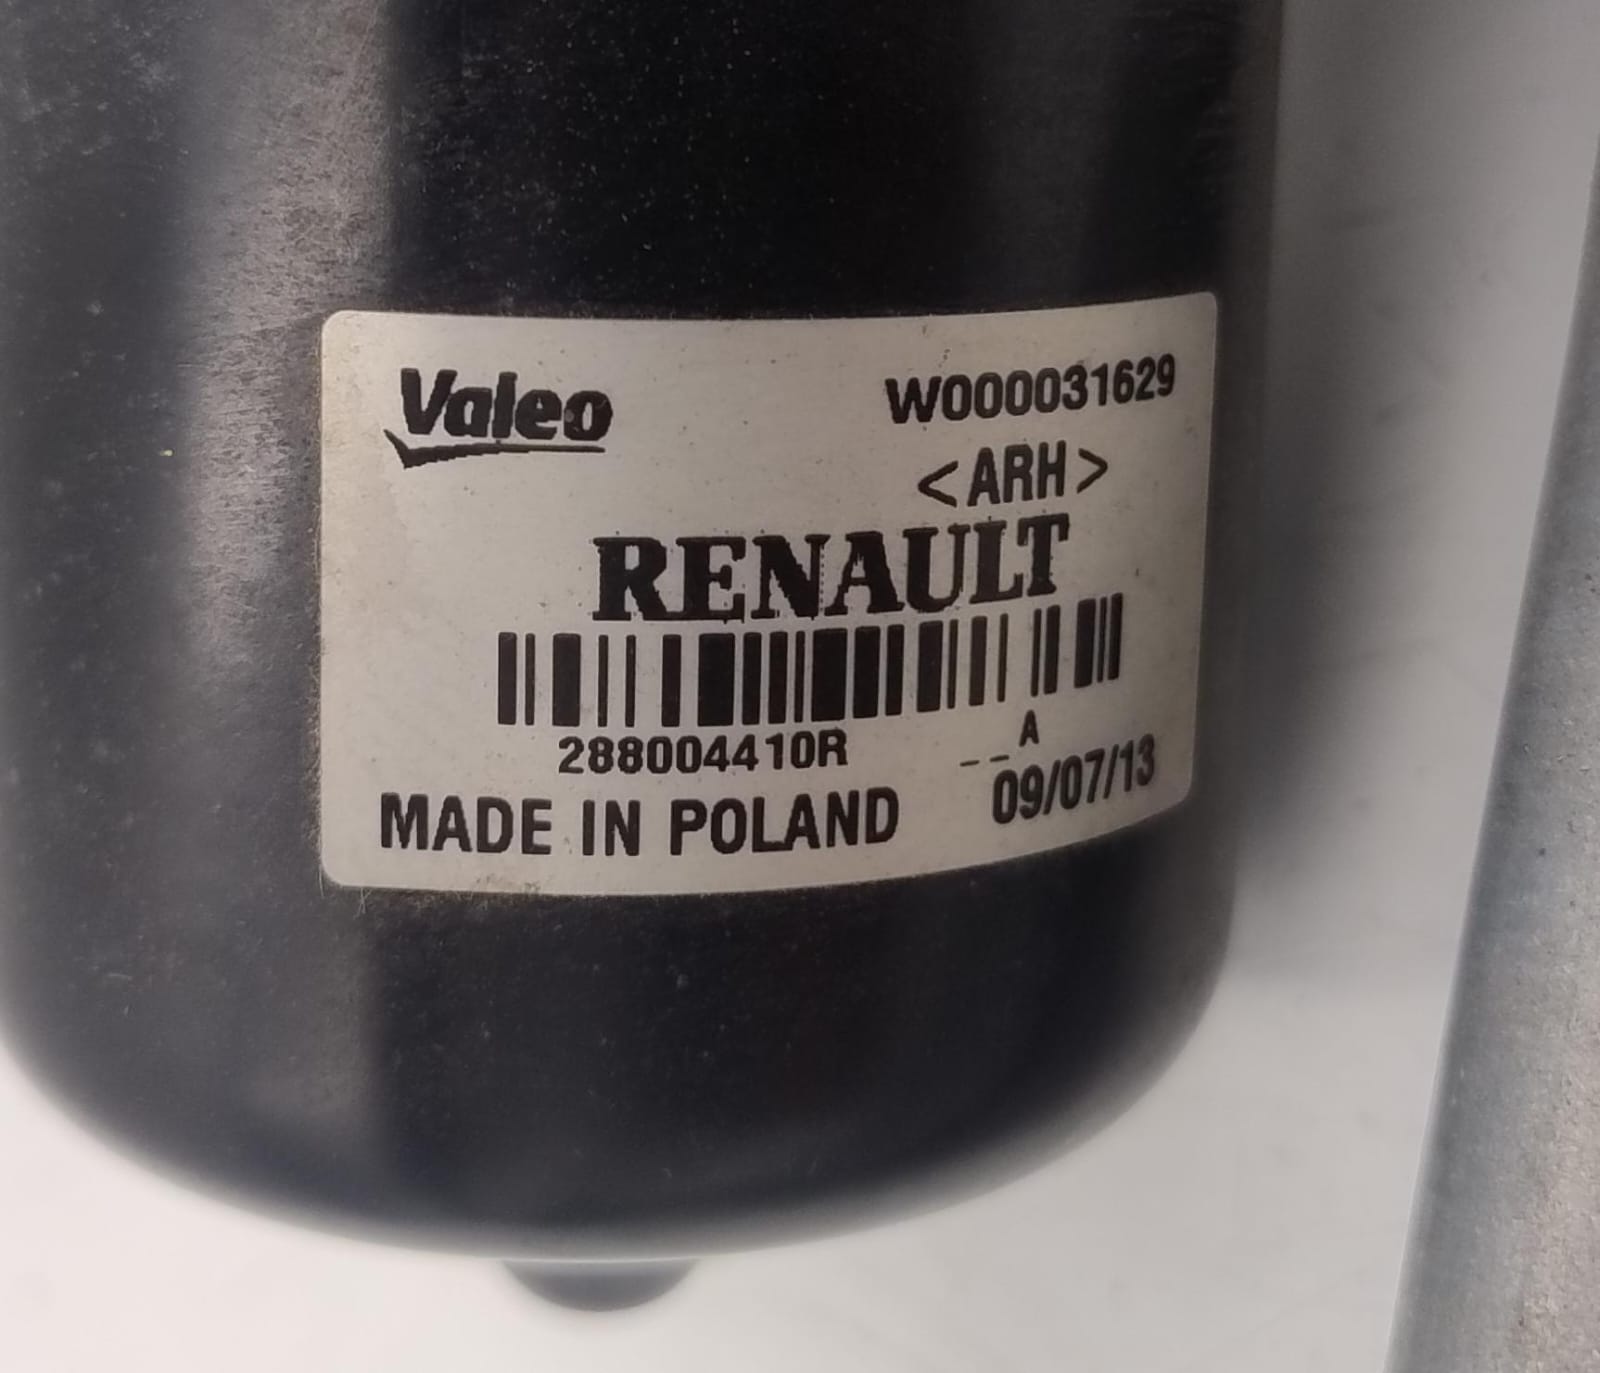 Valeo
W000031629
<ARH>
RENAULT
288004410R
_ _ A
MADE IN POLAND
09/07/13